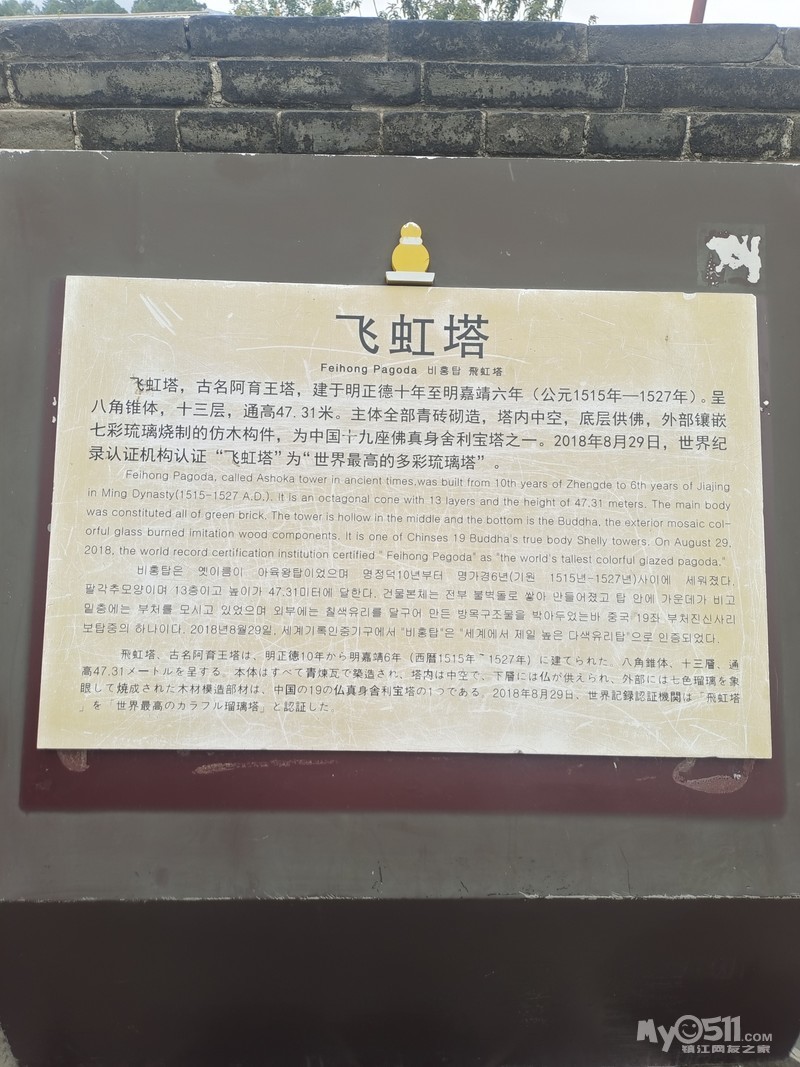 飞虹塔
Feihong Pagoda 비홍탑 飛虹塔
飞虹塔，古名阿育王塔，建于明正德十年至明嘉靖六年（公元1515年—1527年）。呈
八角锥体，十三层，通高47.31米。主体全部青砖砌造，塔内中空，底层供佛，外部镶嵌
七彩琉璃烧制的仿木构件，为中国十九座佛真身舍利宝塔之一。2018年8月29日，世界纪
录认证机构认证“飞虹塔”为“世界最高的多彩琉璃塔”。
Feihong Pagoda, called Ashoka tower in ancient times,was built from 10th years of Zhengde to 6th years of Jiajing
in Ming Dynasty(1515-1527 A.D.). It is an octagonal cone with 13 layers and the height of 47.31 meters. The main body
was constituted all of green brick. The tower is hollow in the middle and the bottom is the Buddha, the exterior mosaic col-
orful glass burned imitation wood components. It is one of Chinses 19 Buddha's true body Shelly towers. On August 29,
2018, the world record certification institution certified " Feihong Pegoda" as "the world's tallest colorful glazed pagoda."
비홍탑은 옛이름이 아육왕탑이었으며 명정덕10년부터 명가경6년(기원 1515년-1527년)사이에 세워졌다.
팔각추모양이며 13층이고 높이가 47.31미터에 달한다. 건물본체는 전부 불벽돌로 쌓아 만들어졌고 탑 안에 가운데가 비고
밑층에는 부처를 모시고 있었으며 외부에는 칠색유리를 달구어 만든 방목구조물을 박아두었는바 중국 19좌 부처진신사리
보탑중의 하나이다. 2018년8월29일, 세계기록인증기구에서 "비홍탑"은 "세계에서 제일 높은 다색유리탑"으로 인증되었다.
飛虹塔、古名阿育王塔は、明正徳10年から明嘉靖6年（西暦1515年~1527年）に建てられた。八角錐体、十三層、通
高47.31メートルを呈する。本体はすべて青煉瓦で築造され、塔内は中空で、下層には仏が供えられ、外部には七色瑠璃を象
眼して焼成された木材模造部材は、中国の19の仏真身舎利宝塔の1つである。2018年8月29日、世界記録認証機関は「飛虹塔
」を「世界最高のカラフル瑠璃塔」と認証した。
My0511.COM
镇江网友之家